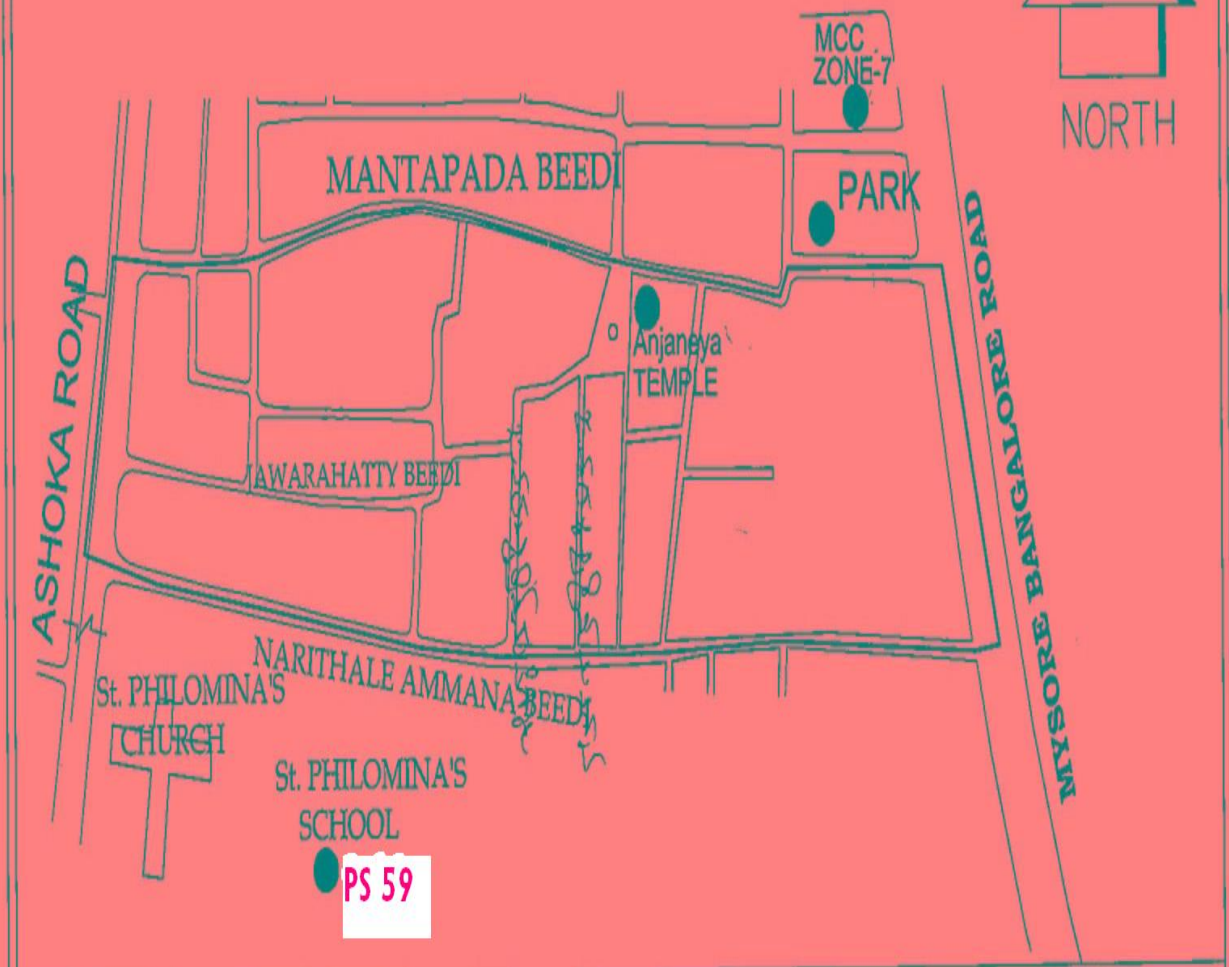 MCC
ZONE-7
NORTH
MANTAPADA BEEDI
PARK
ASHOKA ROAD
MYSORE BANGALORE ROAD
Anjaneya
TEMPLE
AWARAHATTY BEEDI
NARITHALE AMMANA BEEDI
St. PHILOMINA'S
CHURCH
St. PHILOMINA'S
SCHOOL
PS 59